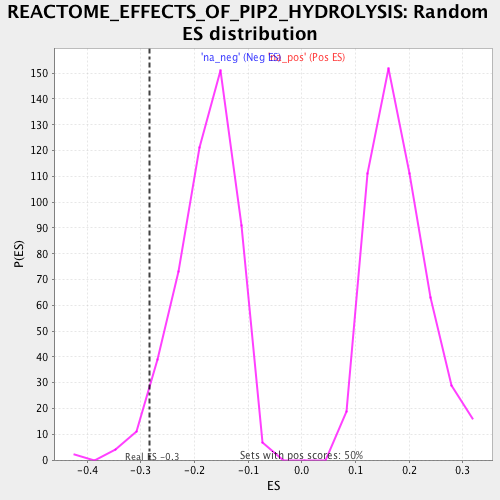 REACTOME_EFFECTS_OF_PIP2_HYDROLYSIS: Random
ES distribution
'na_neg' (Neg ES)
'na_pos' (Pos ES)
P(ES)
150
140
130
120
110
100
90
80
70
60
50
40
30
20
10
0
Real ES -0.3
Sets with pos scores: 50%
-0.4 -0.3 -0.2 -0.1 0.0 0.1 0.2 0.3
ES